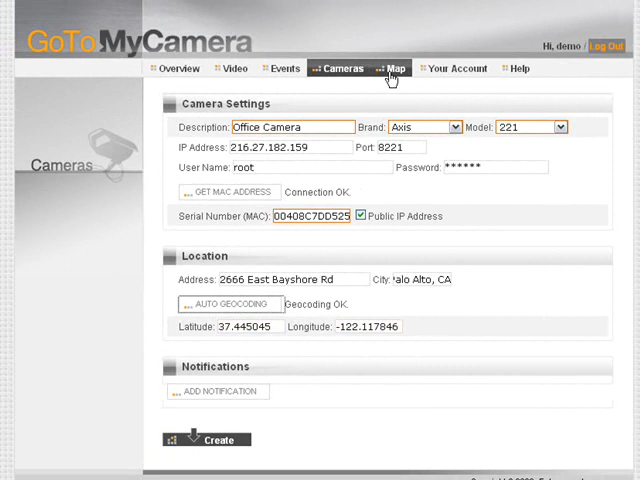 GoToMyCamera
Hi, demo / Log Out
Overview Video Events Cameras Map Your Account Help
Cameras
Camera Settings
Description: Office Camera Brand: Axis Model: 221
IP Address: 216.27.182.159 Port: 8221
User Name: root Password: ******
GET MAC ADDRESS Connection OK.
Serial Number (MAC): 00408C7DD525 Public IP Address
Location
Address: 2666 East Bayshore Rd City: alo Alto, CA
AUTO GEOCODING Geocoding OK.
Latitude: 37.445045 Longitude: -122.117846
Notifications
ADD NOTIFICATION
Create